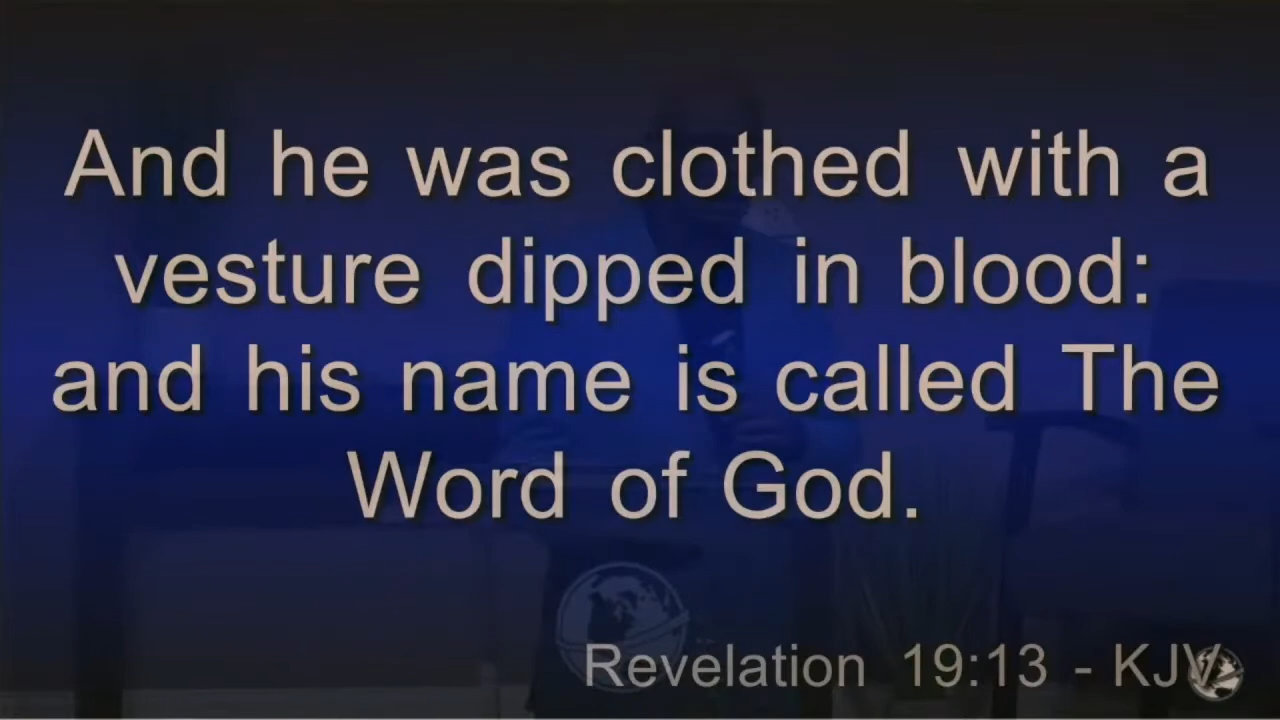 And he was clothed with a
vesture dipped in blood:
and his name is called The
Word of God.
Revelation 19:13 - KJV